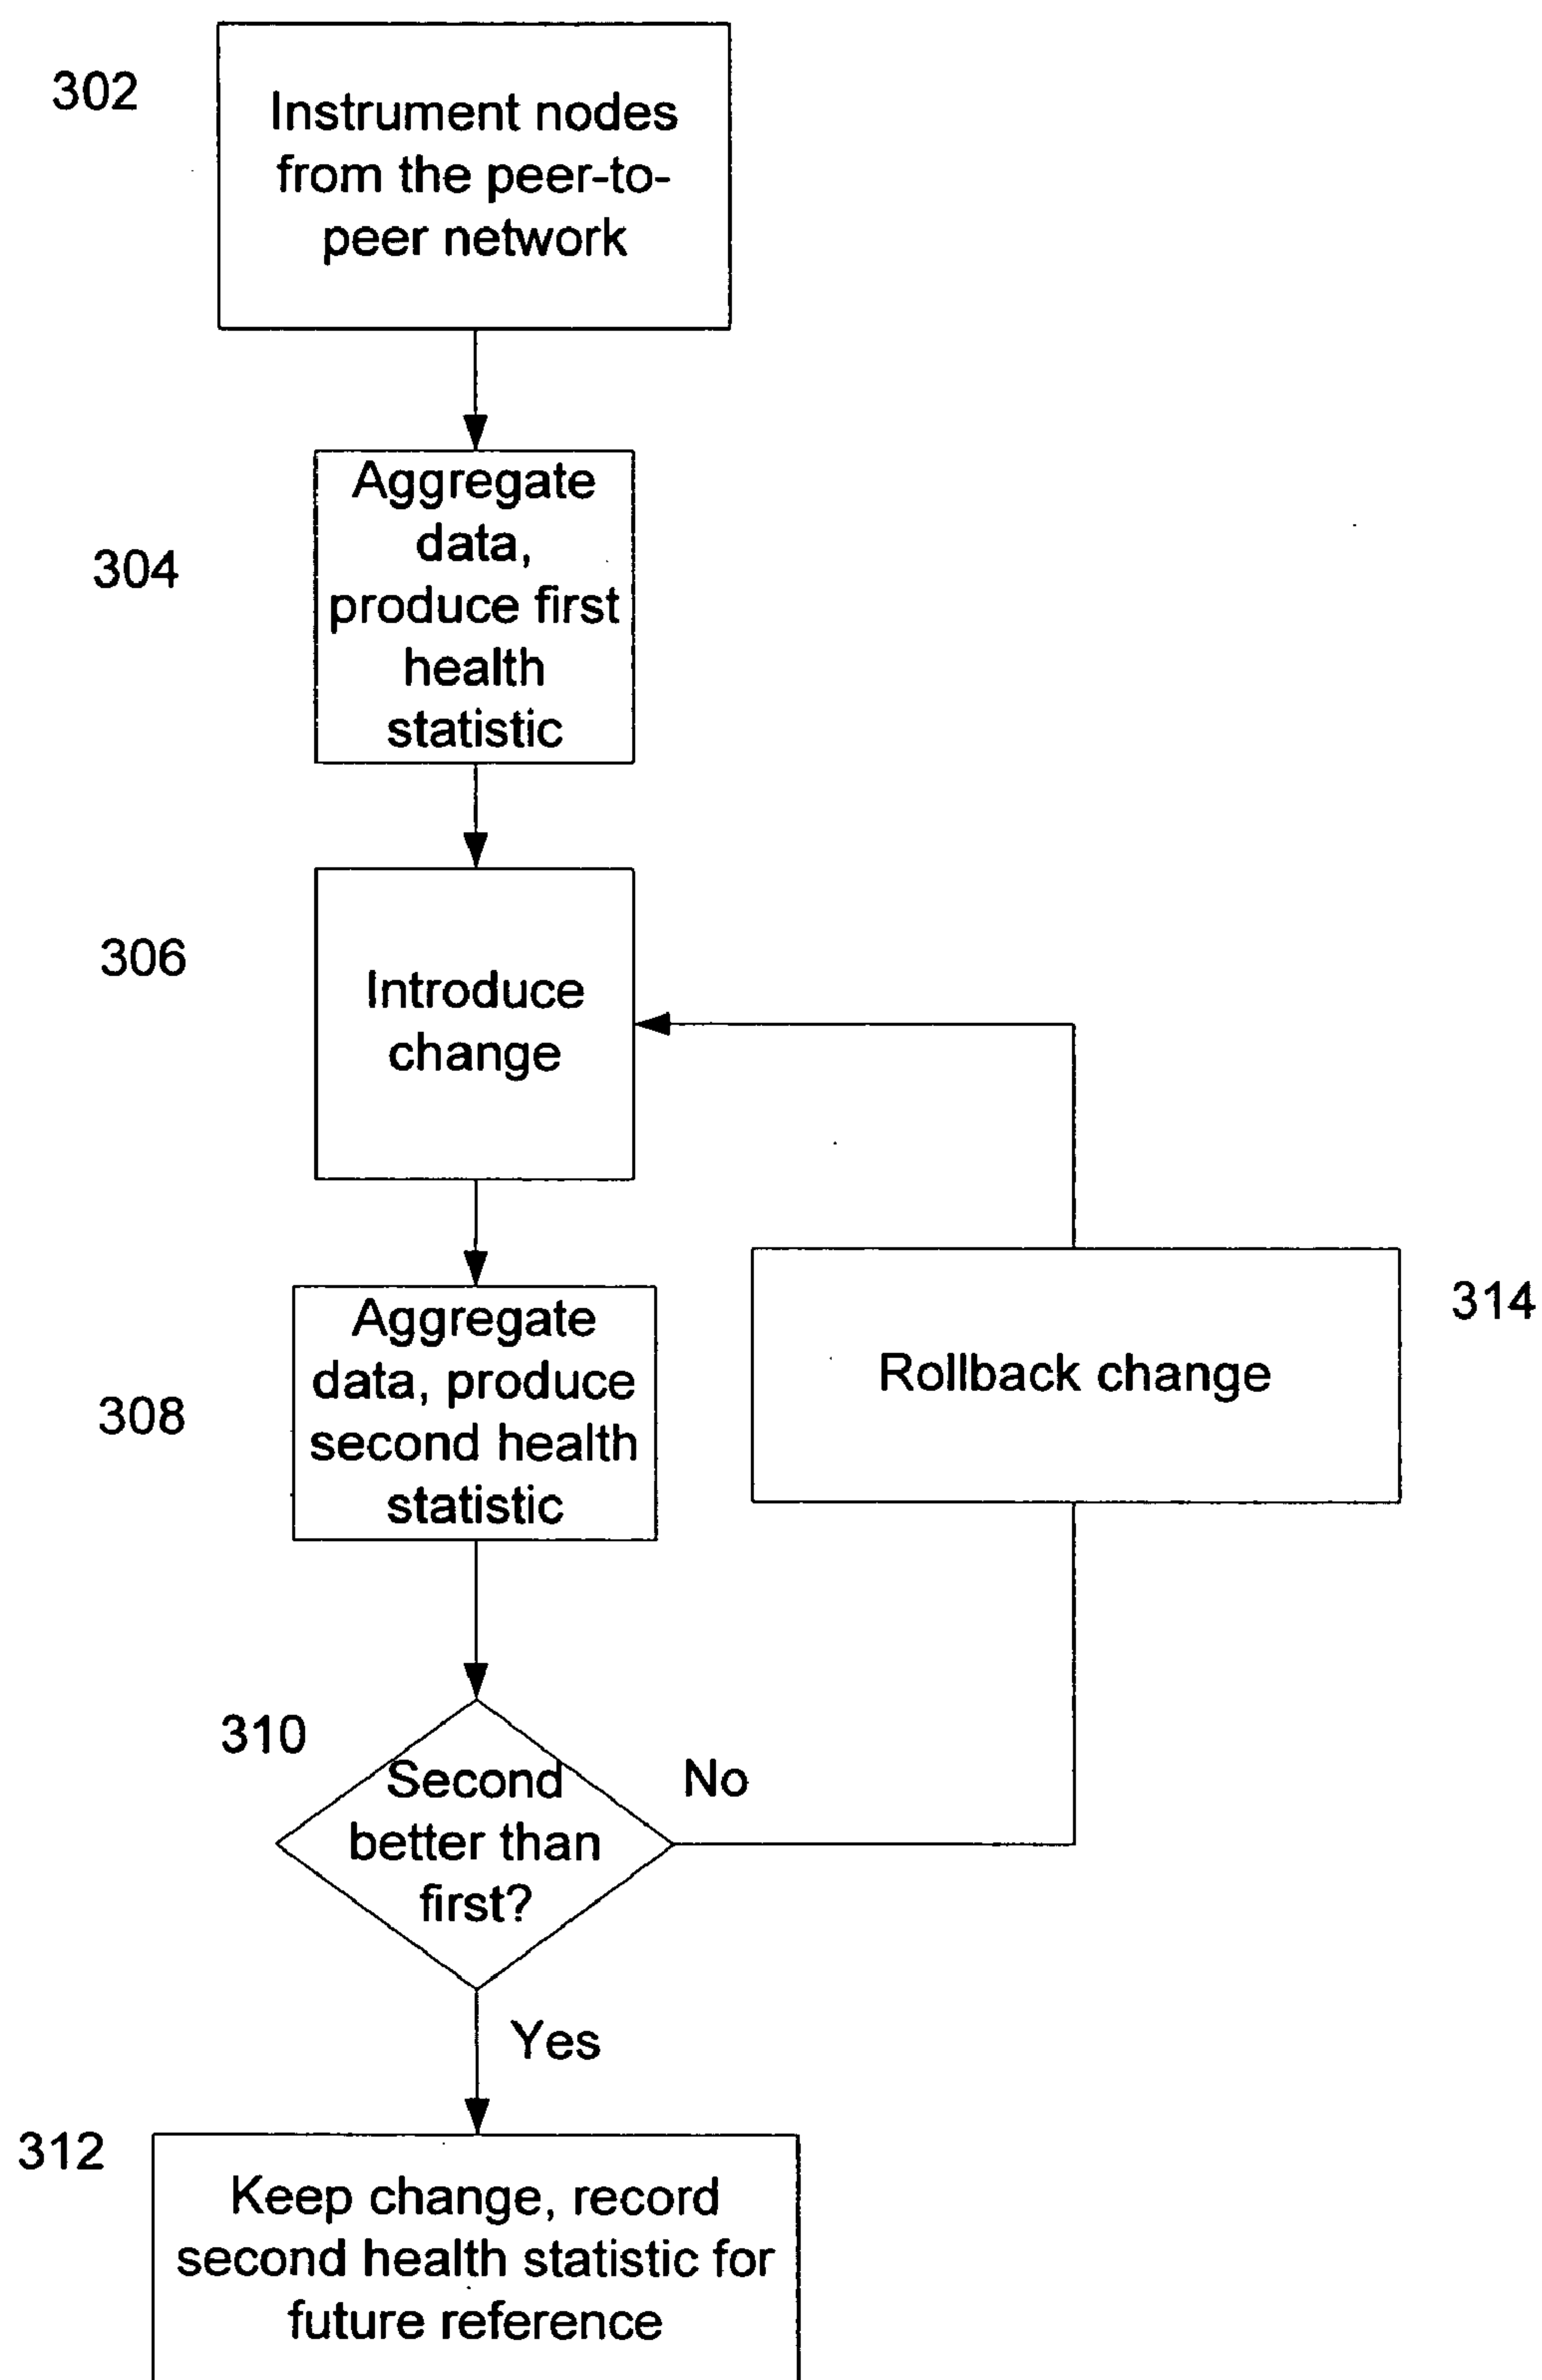 302
Instrument nodes
from the peer-to-
peer network
304
Aggregate
data,
produce first
health
statistic
306
Introduce
change
308
Aggregate
data, produce
second health
statistic
314
Rollback change
310
Second
better than
first?
No
Yes
312
Keep change, record
second health statistic for
future reference